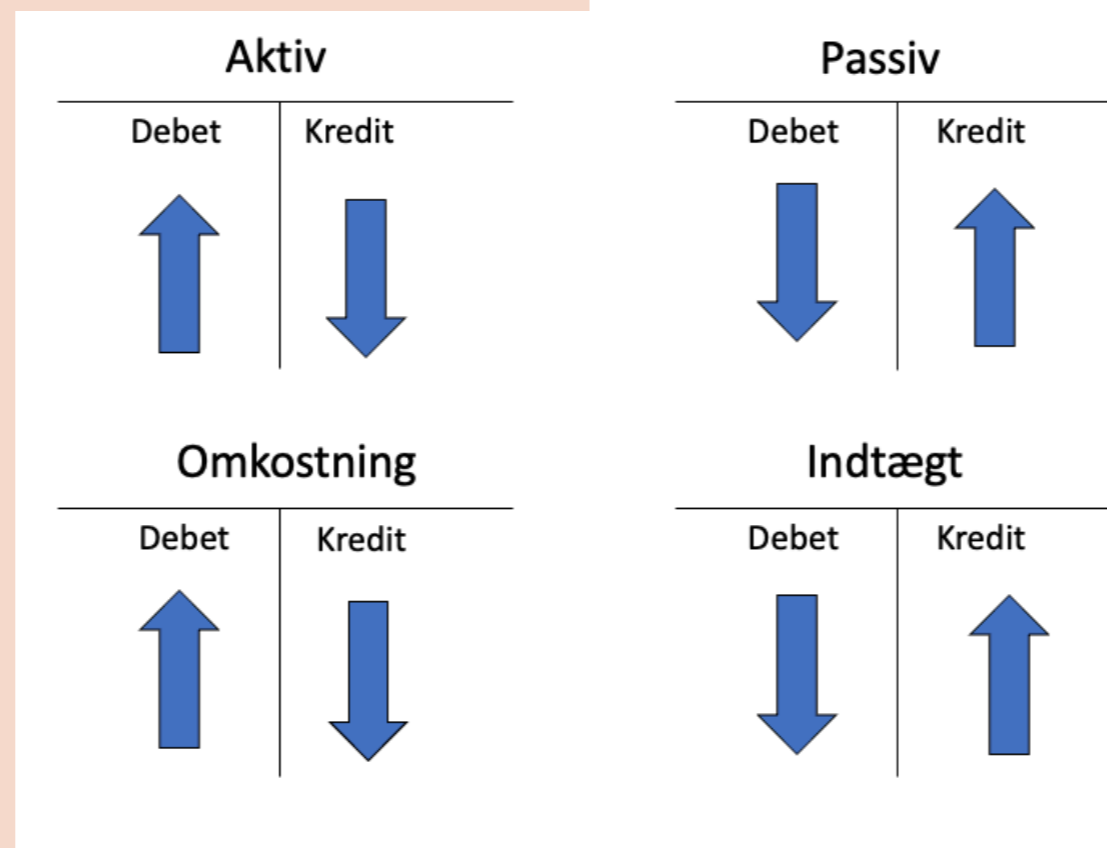 Aktiv
Debet Kredit
Passiv
Debet Kredit
Omkostning
Debet Kredit
Indtægt
Debet Kredit